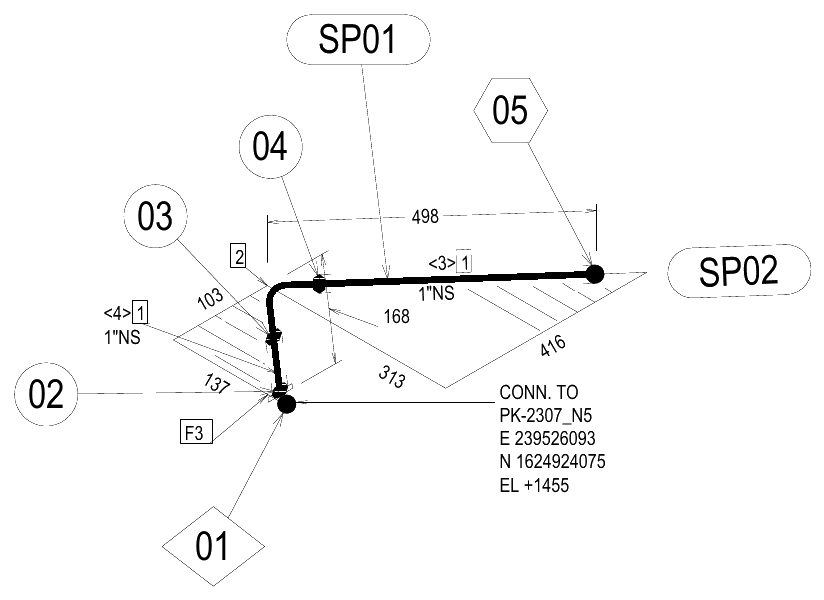 SP01
05
04
03
498
2
<3>1
1"NS
SP02
103
<4>1
1"NS
168
416
137
313
02
CONN. TO
PK-2307_N5
E 239526093
N 1624924075
EL +1455
F3
01